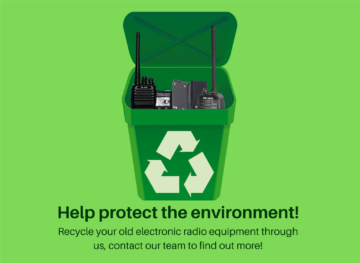 Help protect the environment!
Recycle your old electronic radio equipment through
us, contact our team to find out more!